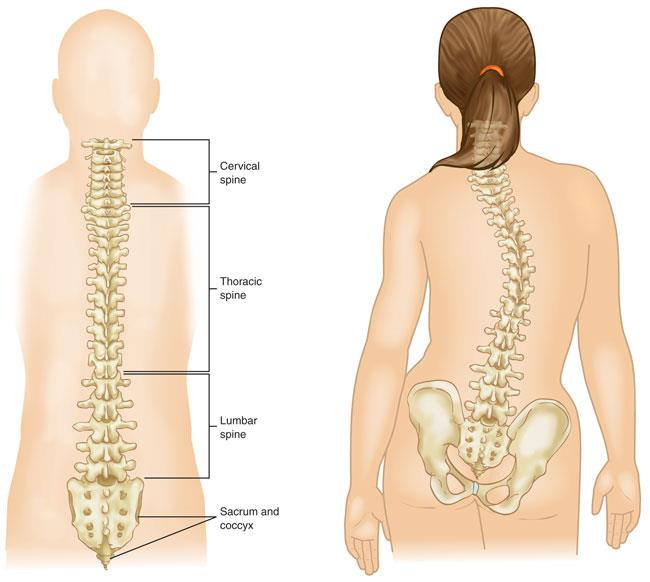 Cervical
spine
Thoracic
spine
Lumbar
spine
Sacrum and
coccyx